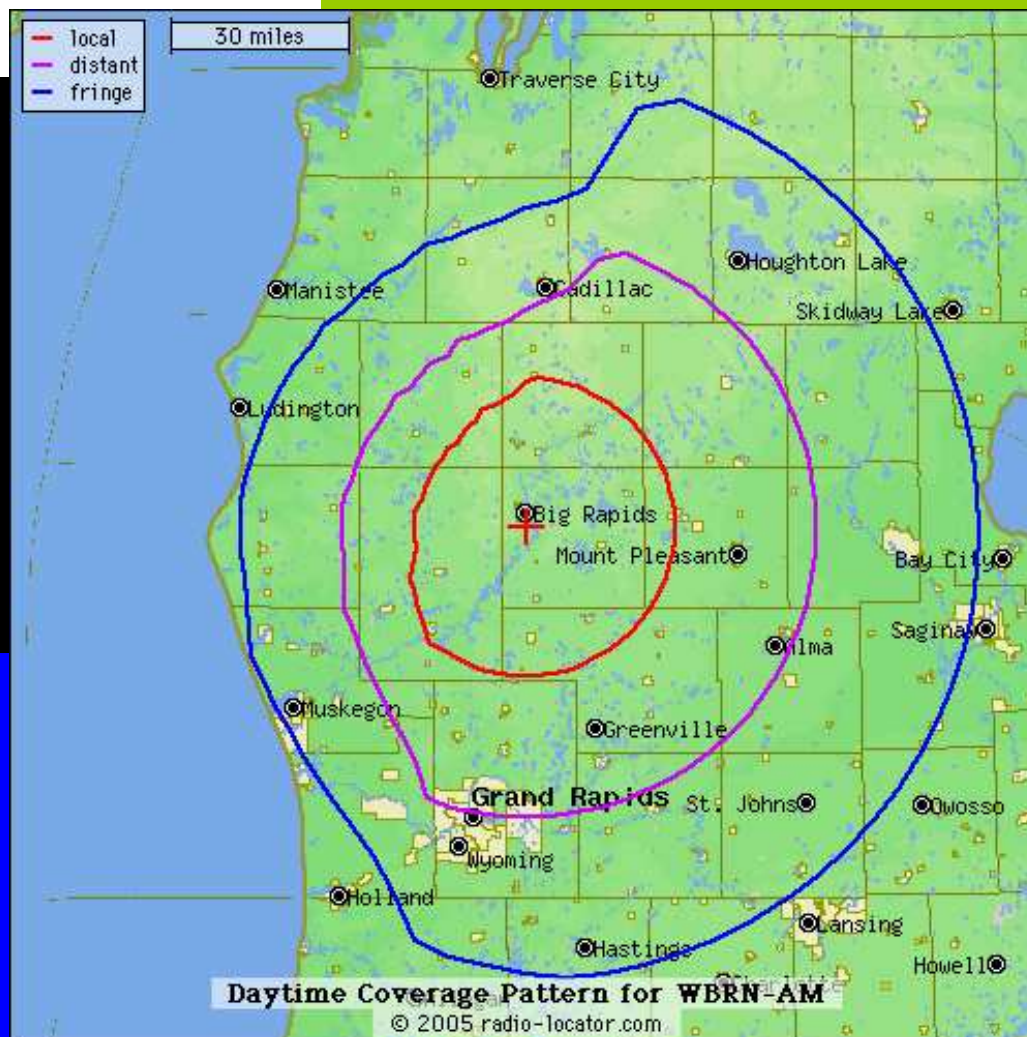 local
30 miles
distant
fringe
Traverse City
Houghton Lake
Manistee
Cadillac
Skidway Lake
Ludington
Big Rapids
Mount Pleasant
Bay City
Saginaw
Alma
Muskegon
Greenville
Grand Rapids
St. Johns
Owosso
Wyoming
Holland
Lansing
Hastings
Howell
Charlotte
Daytime Coverage Pattern for WBRN-AM
© 2005 radio-locator.com